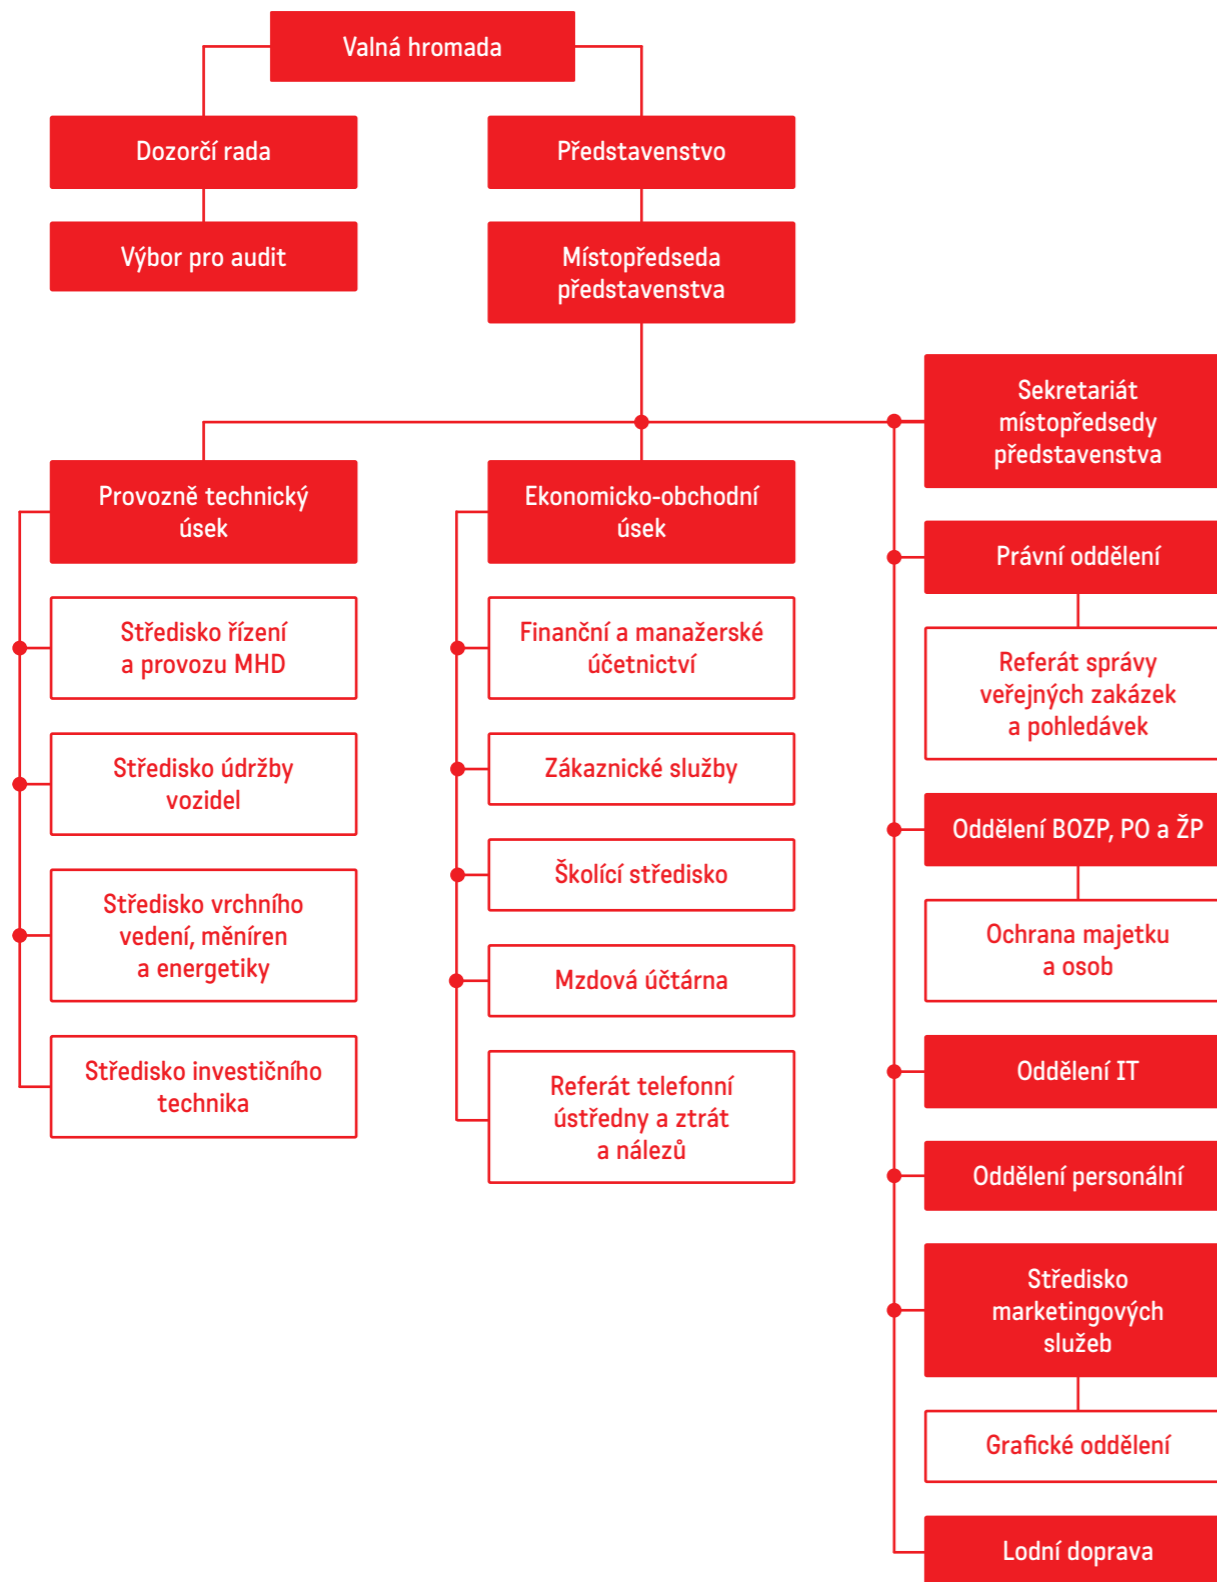 Valná hromada
Dozorčí rada
Představenstvo
Výbor pro audit
Místopředseda
představenstva
Sekretariát
místopředsedy
představenstva
Provozně technický
úsek
Středisko řízení
a provozu MHD
Středisko údržby
vozidel
Středisko vrchního
vedení, měníren
a energetiky
Středisko investičního
technika
Ekonomicko-obchodní
úsek
Finanční a manažerské
účetnictví
Zákaznické služby
Školící středisko
Mzdová účtárna
Referát telefonní
ústředny a ztrát
a nálezů
Právní oddělení
Referát správy
veřejných zakázek
a pohledávek
Oddělení BOZP, PO a ŽP
Ochrana majetku
a osob
Oddělení IT
Oddělení personální
Středisko
marketingových
služeb
Grafické oddělení
Lodní doprava